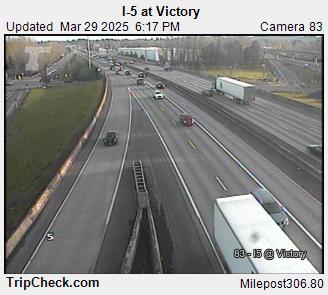 I-5 at Victory
Updated Mar 29 2025 6:17 PM Camera 83
5
83 - I5 @ Victory
TripCheck.com Milepost306.80